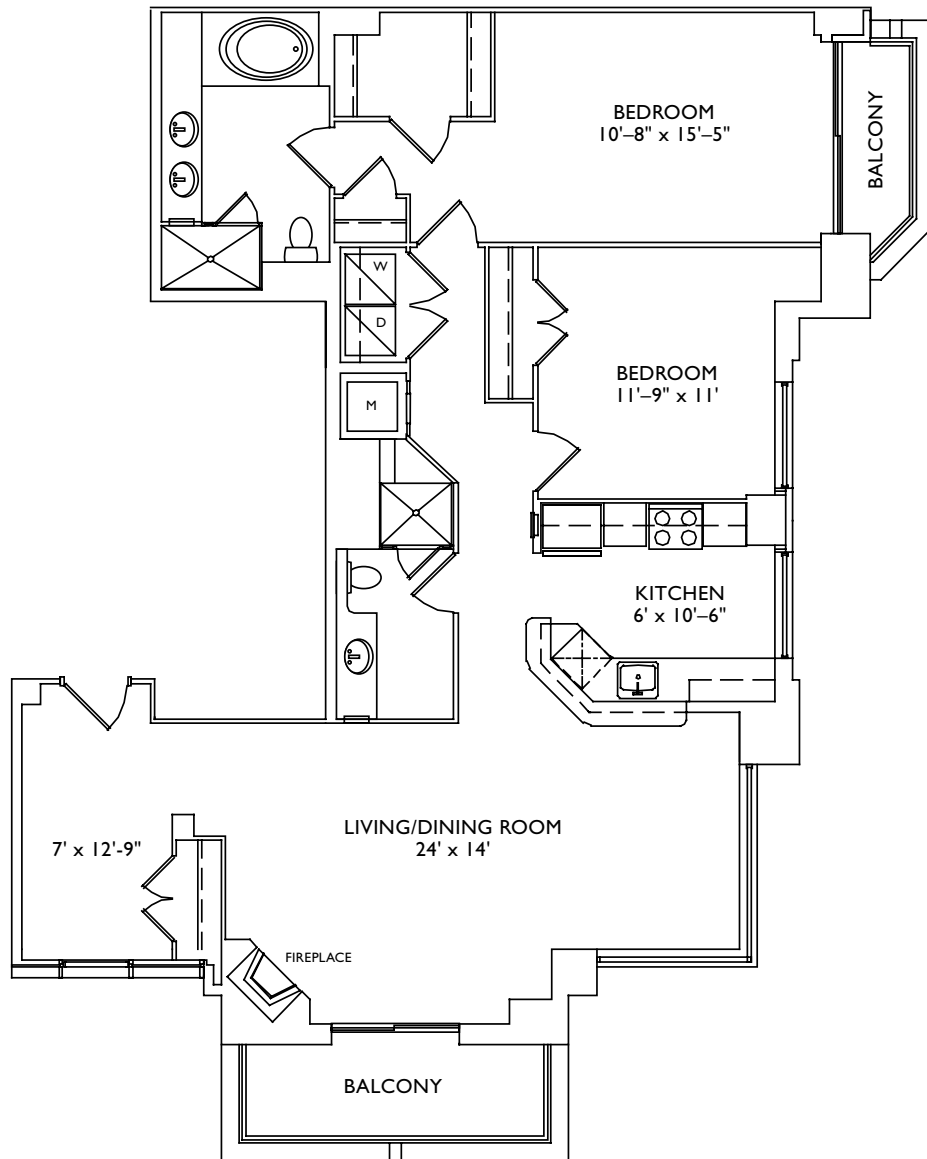 BEDROOM
10'–8" x 15'–5"
BALCONY
W
D
BEDROOM
11'–9" x 11'
M
KITCHEN
6' x 10'–6"
LIVING/DINING ROOM
24' x 14'
7' x 12'-9"
FIREPLACE
BALCONY